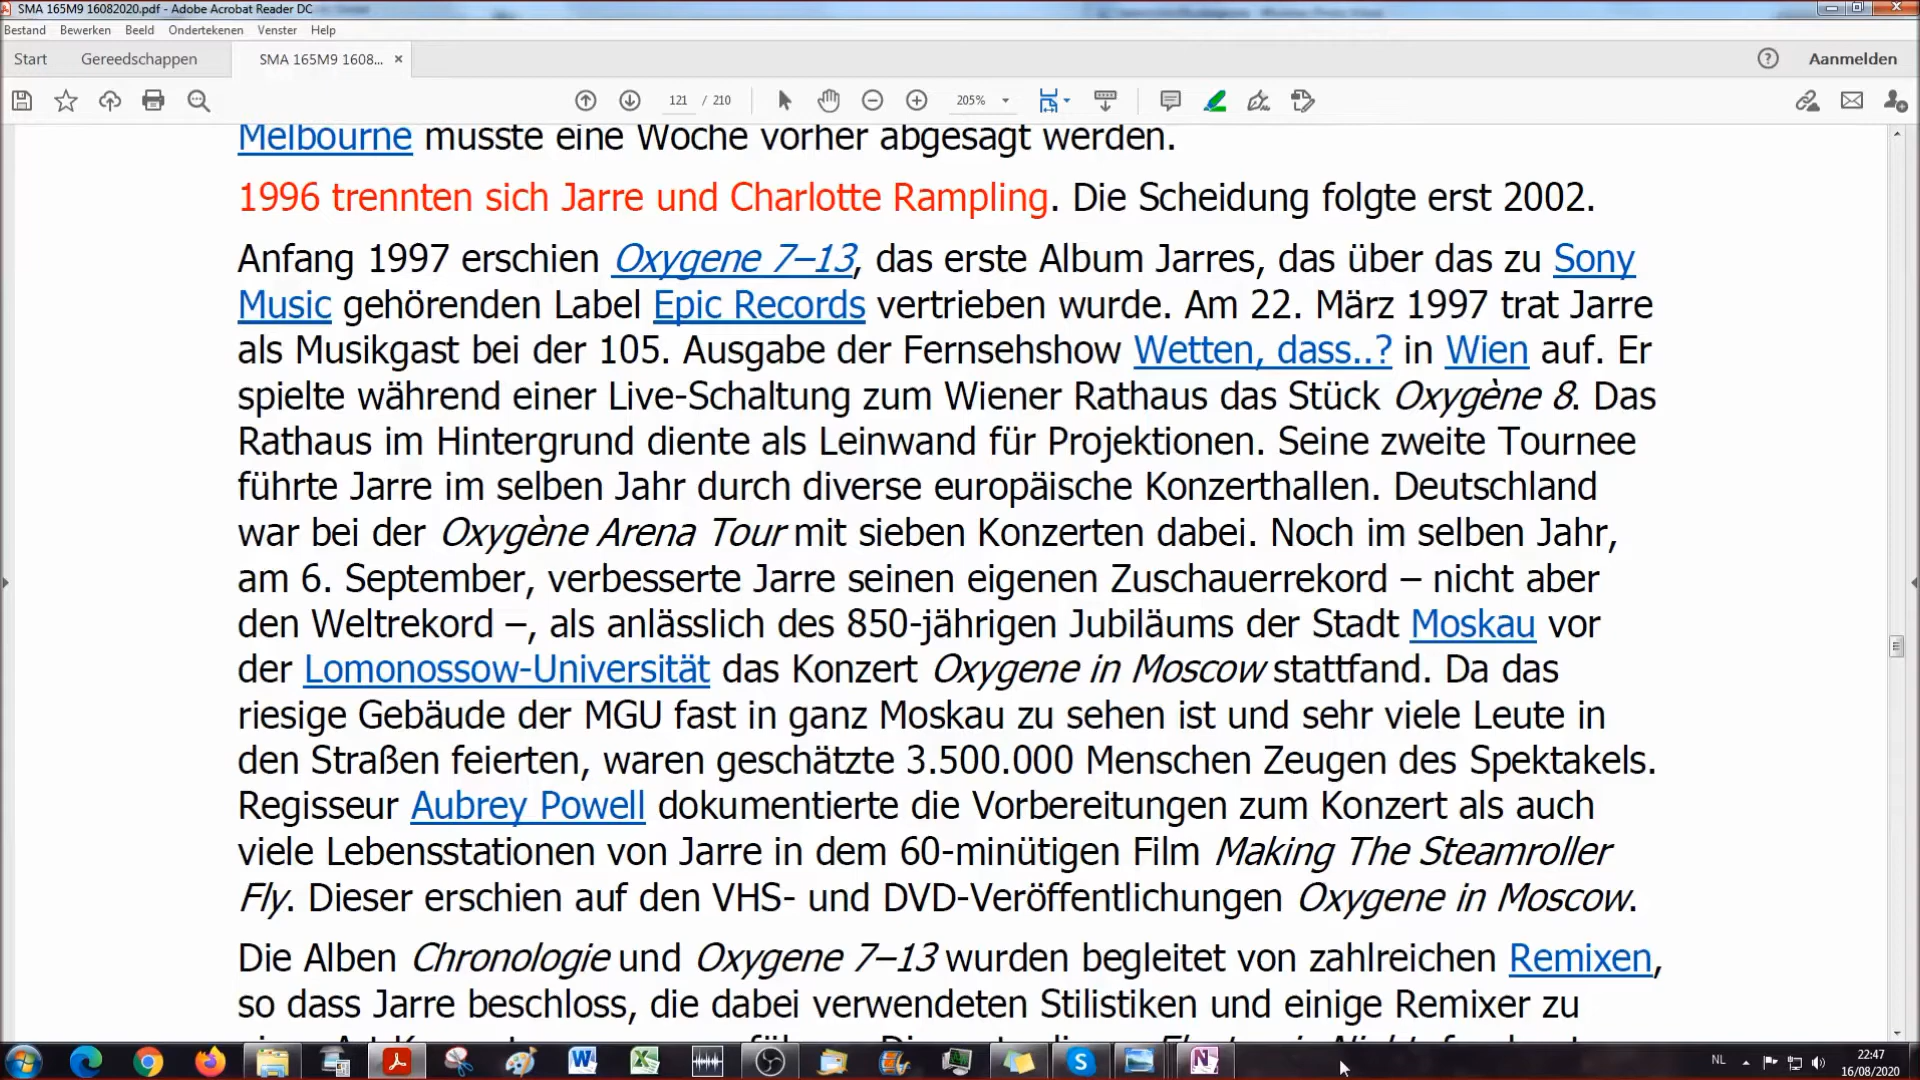 SMA 165M9 16082020.pdf - Adobe Acrobat Reader DC
Bestand Bewerken Beeld Ondertekenen Venster Help
Start Gereedschappen SMA 165M9 1608... × Aanmelden
121 / 210 205%
Melbourne musste eine Woche vorher abgesagt werden.
1996 trennten sich Jarre und Charlotte Rampling. Die Scheidung folgte erst 2002.
Anfang 1997 erschien Oxygene 7–13, das erste Album Jarres, das über das zu Sony
Music gehörenden Label Epic Records vertrieben wurde. Am 22. März 1997 trat Jarre
als Musikgast bei der 105. Ausgabe der Fernsehshow Wetten, dass..? in Wien auf. Er
spielte während einer Live-Schaltung zum Wiener Rathaus das Stück Oxygène 8. Das
Rathaus im Hintergrund diente als Leinwand für Projektionen. Seine zweite Tournee
führte Jarre im selben Jahr durch diverse europäische Konzerthallen. Deutschland
war bei der Oxygène Arena Tour mit sieben Konzerten dabei. Noch im selben Jahr,
am 6. September, verbesserte Jarre seinen eigenen Zuschauerrekord – nicht aber
den Weltrekord –, als anlässlich des 850-jährigen Jubiläums der Stadt Moskau vor
der Lomonossow-Universität das Konzert Oxygene in Moscow stattfand. Da das
riesige Gebäude der MGU fast in ganz Moskau zu sehen ist und sehr viele Leute in
den Straßen feierten, waren geschätzte 3.500.000 Menschen Zeugen des Spektakels.
Regisseur Aubrey Powell dokumentierte die Vorbereitungen zum Konzert als auch
viele Lebensstationen von Jarre in dem 60-minütigen Film Making The Steamroller
Fly. Dieser erschien auf den VHS- und DVD-Veröffentlichungen Oxygene in Moscow.
Die Alben Chronologie und Oxygene 7–13 wurden begleitet von zahlreichen Remixen,
so dass Jarre beschloss, die dabei verwendeten Stilistiken und einige Remixer zu
NL 22:47
16/08/2020